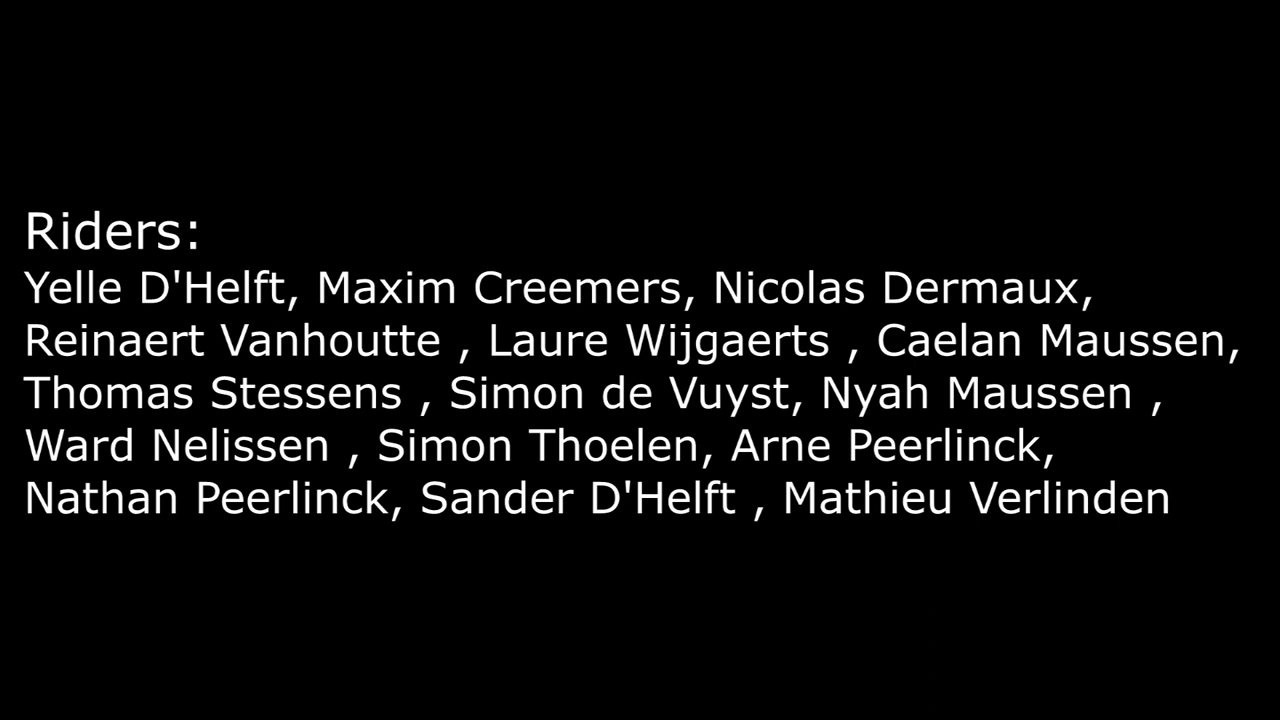 Riders:
Yelle D'Helft, Maxim Creemers, Nicolas Dermaux,
Reinaert Vanhoutte , Laure Wijgaerts , Caelan Maussen,
Thomas Stessens , Simon de Vuyst, Nyah Maussen ,
Ward Nelissen , Simon Thoelen, Arne Peerlinck,
Nathan Peerlinck, Sander D'Helft , Mathieu Verlinden